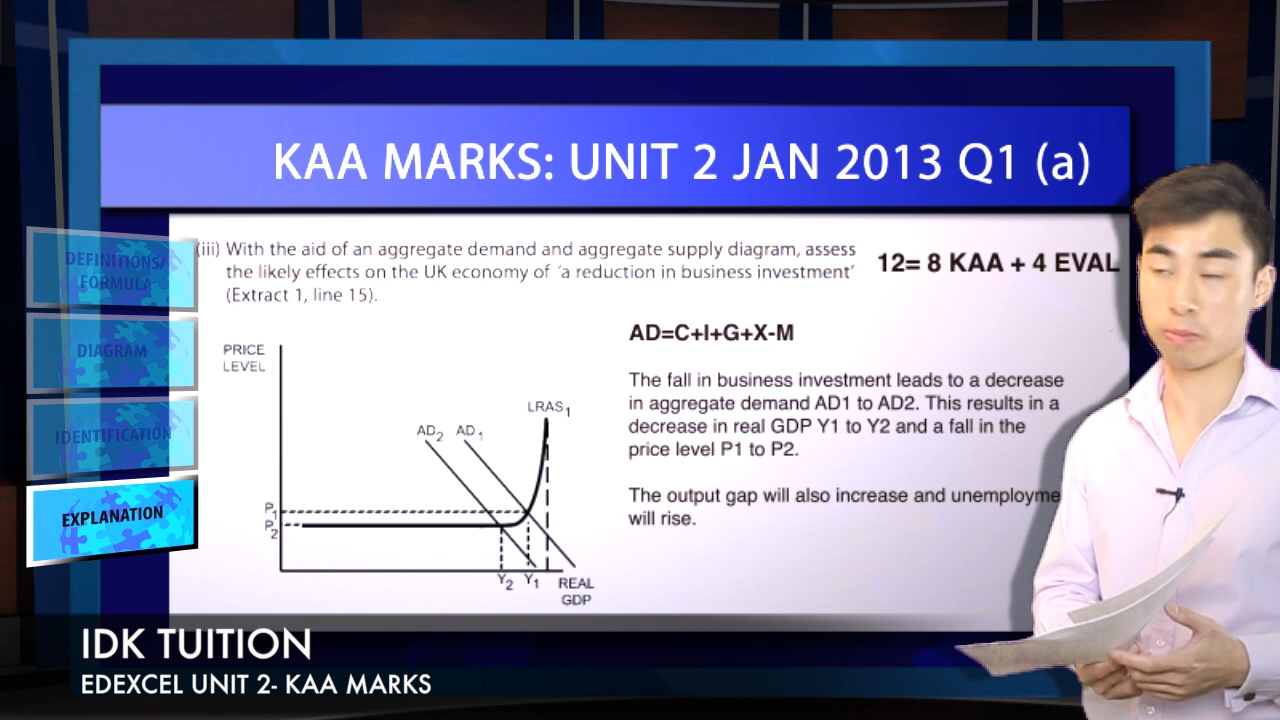 KAA MARKS: UNIT 2 JAN 2013 Q1 (a)
(iii) With the aid of an aggregate demand and aggregate supply diagram, assess
the likely effects on the UK economy of 'a reduction in business investment'
(Extract 1, line 15).
12= 8 KAA + 4 EVAL
DEFINITIONS/
FORMULA
DIAGRAM
IDENTIFICATION
EXPLANATION
PRICE
LEVEL
LRAS1
AD2 AD1
P1
P2
Y2 Y1
REAL
GDP
AD=C+I+G+X-M
The fall in business investment leads to a decrease
in aggregate demand AD1 to AD2. This results in a
decrease in real GDP Y1 to Y2 and a fall in the
price level P1 to P2.
The output gap will also increase and unemployme
will rise.
IDK TUITION
EDEXCEL UNIT 2- KAA MARKS